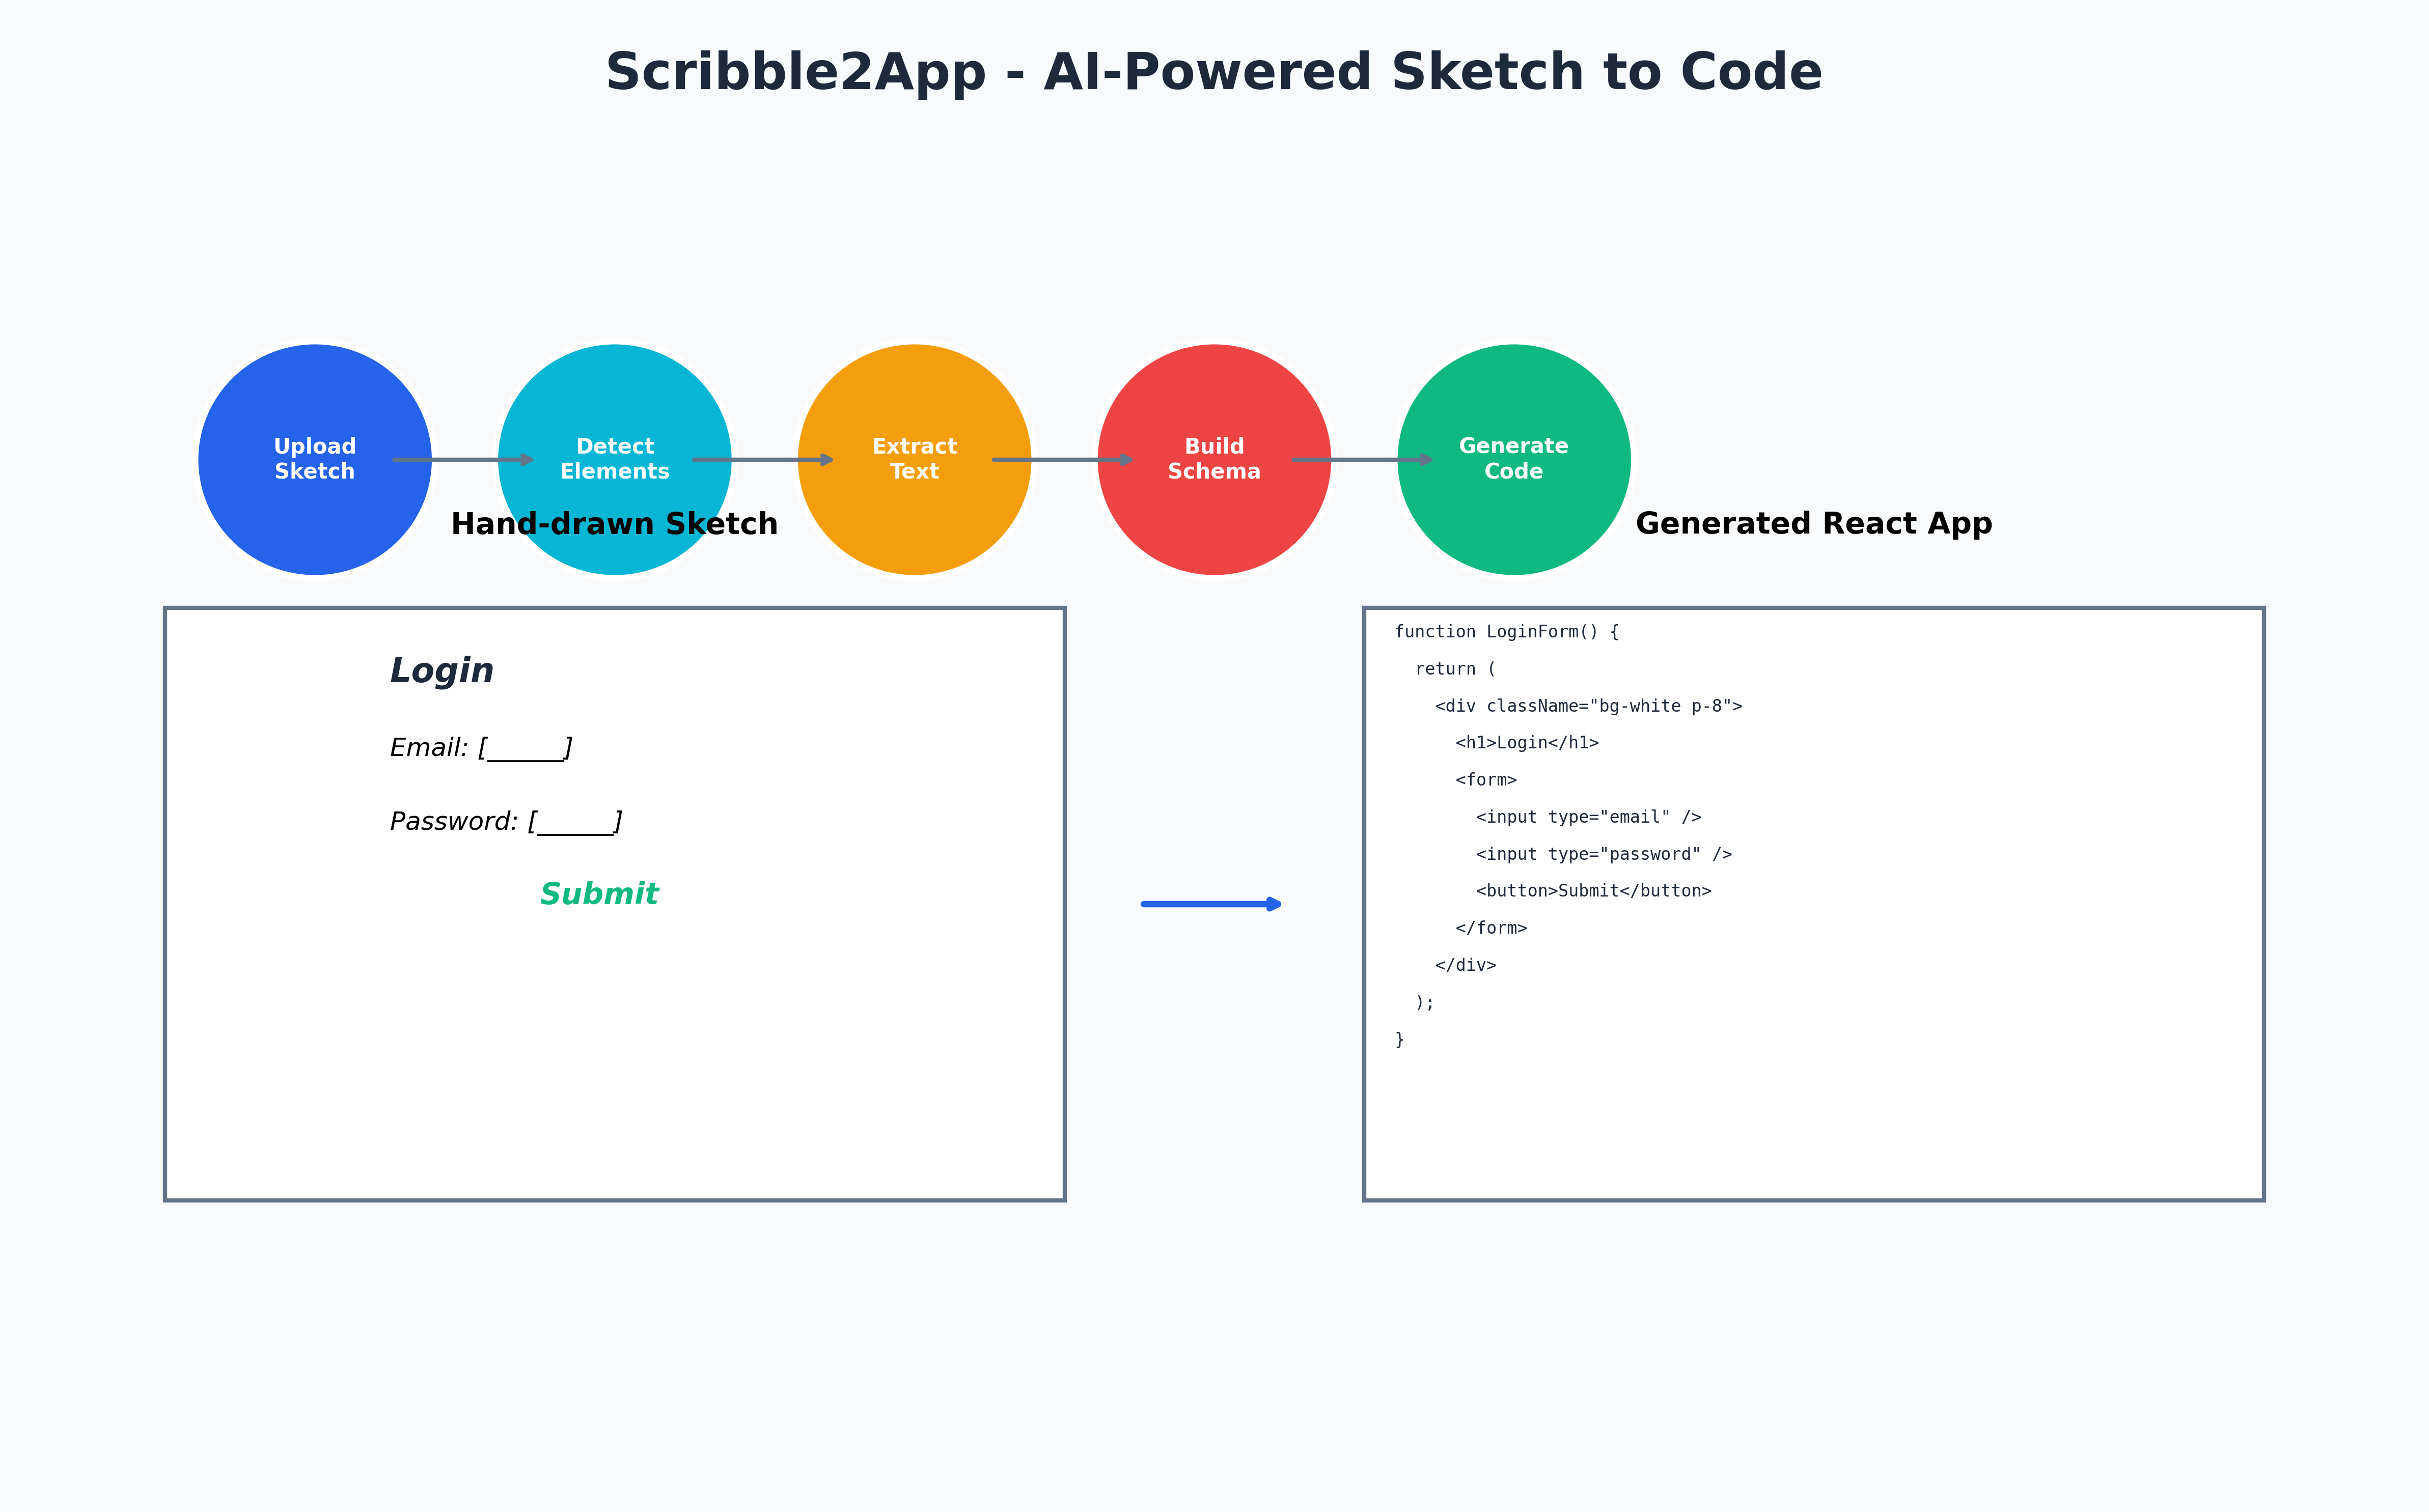 Scribble2App - AI-Powered Sketch to Code
Upload
Sketch
Detect
Elements
Extract
Text
Build
Schema
Generate
Code
Hand-drawn Sketch
Login
Email: [______]
Password: [______]
Submit
Generated React App
function LoginForm() {
  return (
    <div className="bg-white p-8">
      <h1>Login</h1>
      <form>
        <input type="email" />
        <input type="password" />
        <button>Submit</button>
      </form>
    </div>
  );
}